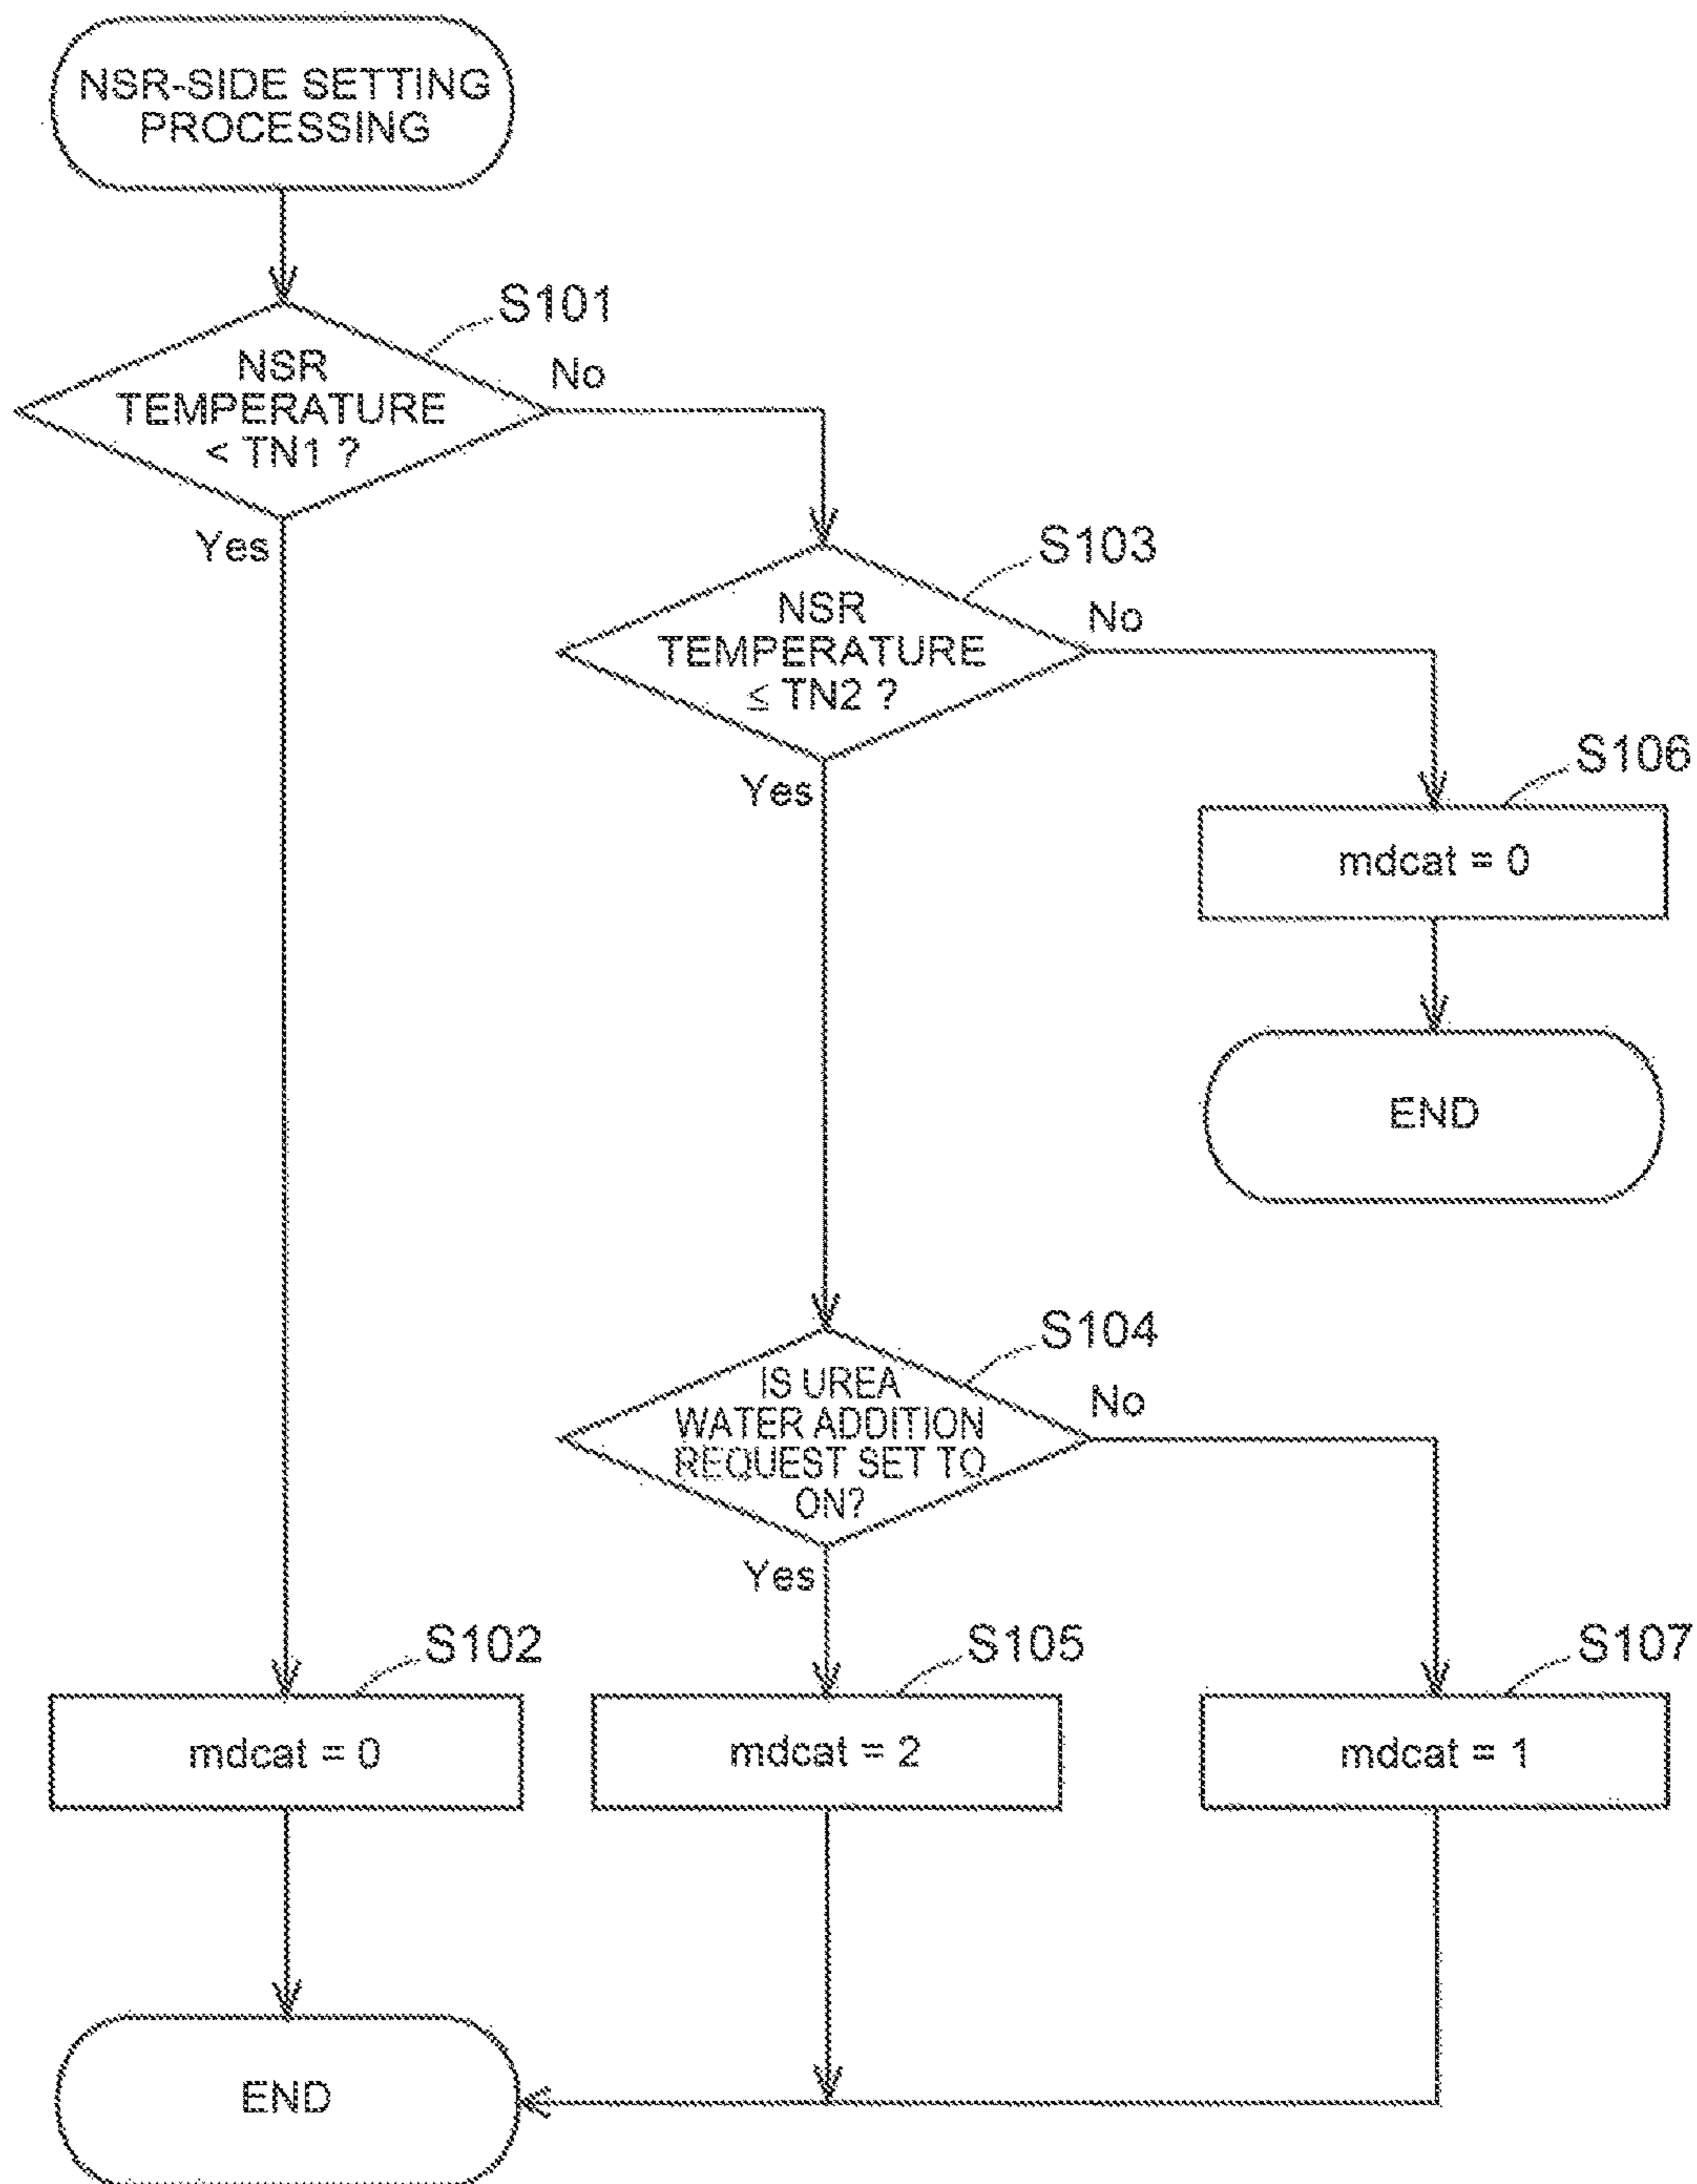 NSR-SIDE SETTING
PROCESSING
S101
NSR
TEMPERATURE
< TN1 ?
No
Yes
S103
NSR
TEMPERATURE
≤ TN2 ?
No
Yes
S106
mdcat = 0
END
S104
IS UREA
WATER ADDITION
REQUEST SET TO
ON?
No
Yes
S102
mdcat = 0
S105
mdcat = 2
S107
mdcat = 1
END